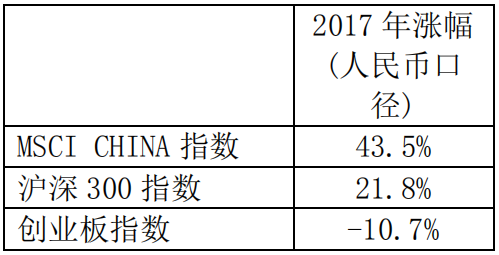 2017 年涨幅
(人民币口
径)
MSCI CHINA 指数 43.5%
沪深 300 指数 21.8%
创业板指数 -10.7%